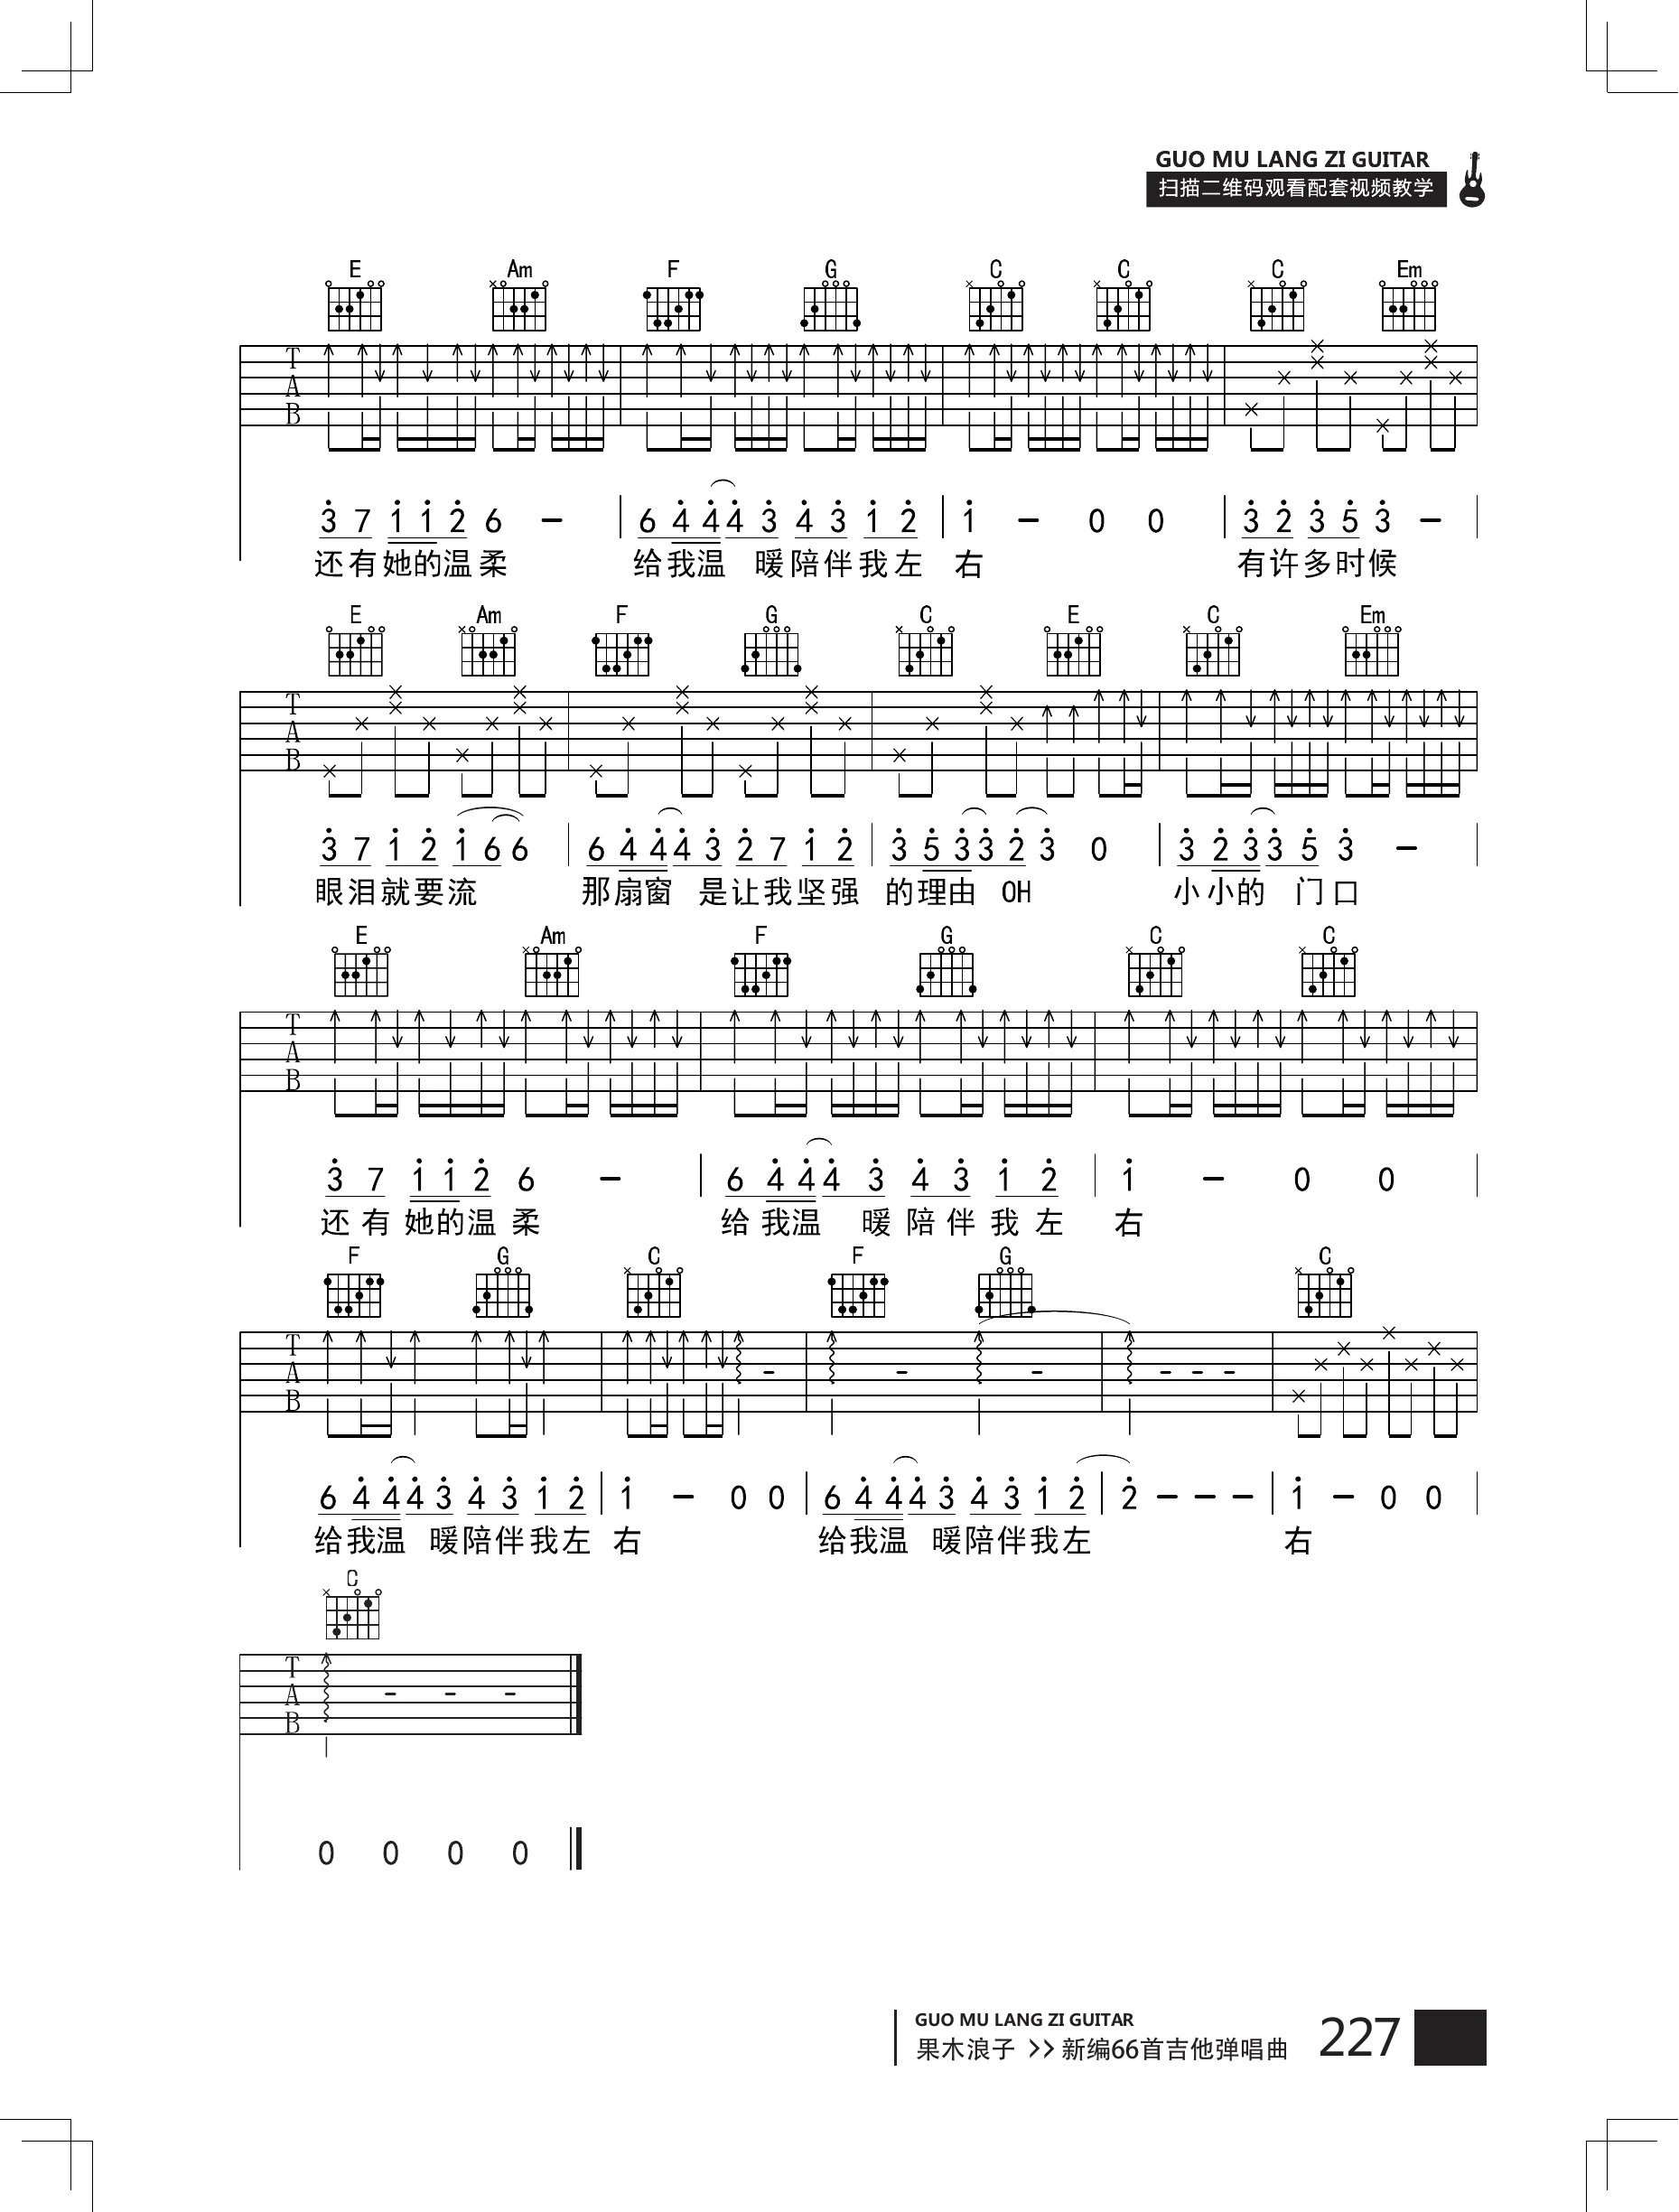 GUO MU LANG ZI GUITAR
扫描二维码观看配套视频教学
E Am F G C C C Em
T
A
B
3 7 1 1 2 6 - 6 4 4 4 3 4 3 1 2 1 - 0 0 3 2 3 5 3 -
还有她的温柔 给我温 暖陪伴我左 右 有许多时候
E Am F G C E C Em
T
A
B
3 7 1 2 1 6 6 6 4 4 4 3 2 7 1 2 3 5 3 3 2 3 0 3 2 3 3 5 3 -
眼泪就要流 那扇窗 是让我坚强 的理由 OH 小小的 门口
E Am F G C C
T
A
B
3 7 1 1 2 6 - 6 4 4 4 3 4 3 1 2 1 - 0 0
还有她的温柔 给我温 暖陪伴我左 右
F G C F G C
T
A
B
6 4 4 4 3 4 3 1 2 1 - 0 0 6 4 4 4 3 4 3 1 2 2 - - - 1 - 0 0
给我温 暖陪伴我左 右 给我温 暖陪伴我左 右
C
T
A
B
0 0 0 0
GUO MU LANG ZI GUITAR
果木浪子 >> 新编66首吉他弹唱曲 227